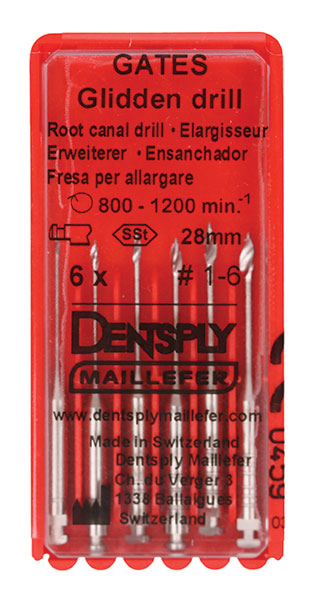 GATES
Glidden drill
Root canal drill • Elargisseur
Erweiterer • Ensanchador
Fresa per allargare
800 - 1200 min.-1
SSt 28mm
6 x # 1-6
DENTSPLY
MAILLEFER
www.dentsplymaillefer.com
Made in Switzerland
Dentsply Maillefer
Ch. du Verger 3
1338 Ballaigues
Switzerland
0459